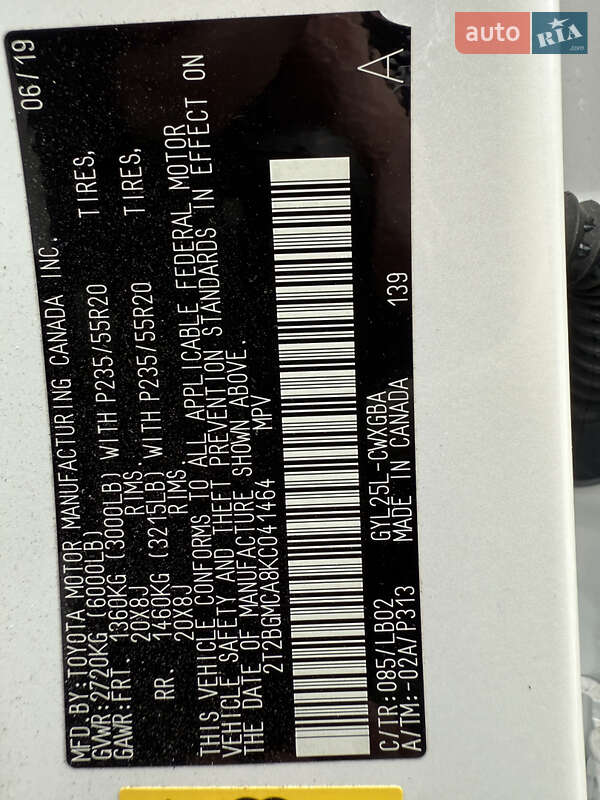 auto RIA.com
MFD.BY:TOYOTA MOTOR MANUFACTURING CANADA INC. 06/19
GVWR:2720KG (6000LB)
GAWR:FRT. 1360KG (3000LB) WITH P235/55R20 TIRES,
20X8J RIMS
RR. 1460KG (3215LB) WITH P235/55R20 TIRES,
20X8J RIMS
THIS VEHICLE CONFORMS TO ALL APPLICABLE FEDERAL MOTOR
VEHICLE SAFETY AND THEFT PREVENTION STANDARDS IN EFFECT ON
THE DATE OF MANUFACTURE SHOWN ABOVE.
2T2BGMCA8KC041464 MPV
C/TR:085/LB02 GYL25L-CWXGBA 139 A
A/TM:-02A/P313 MADE IN CANADA